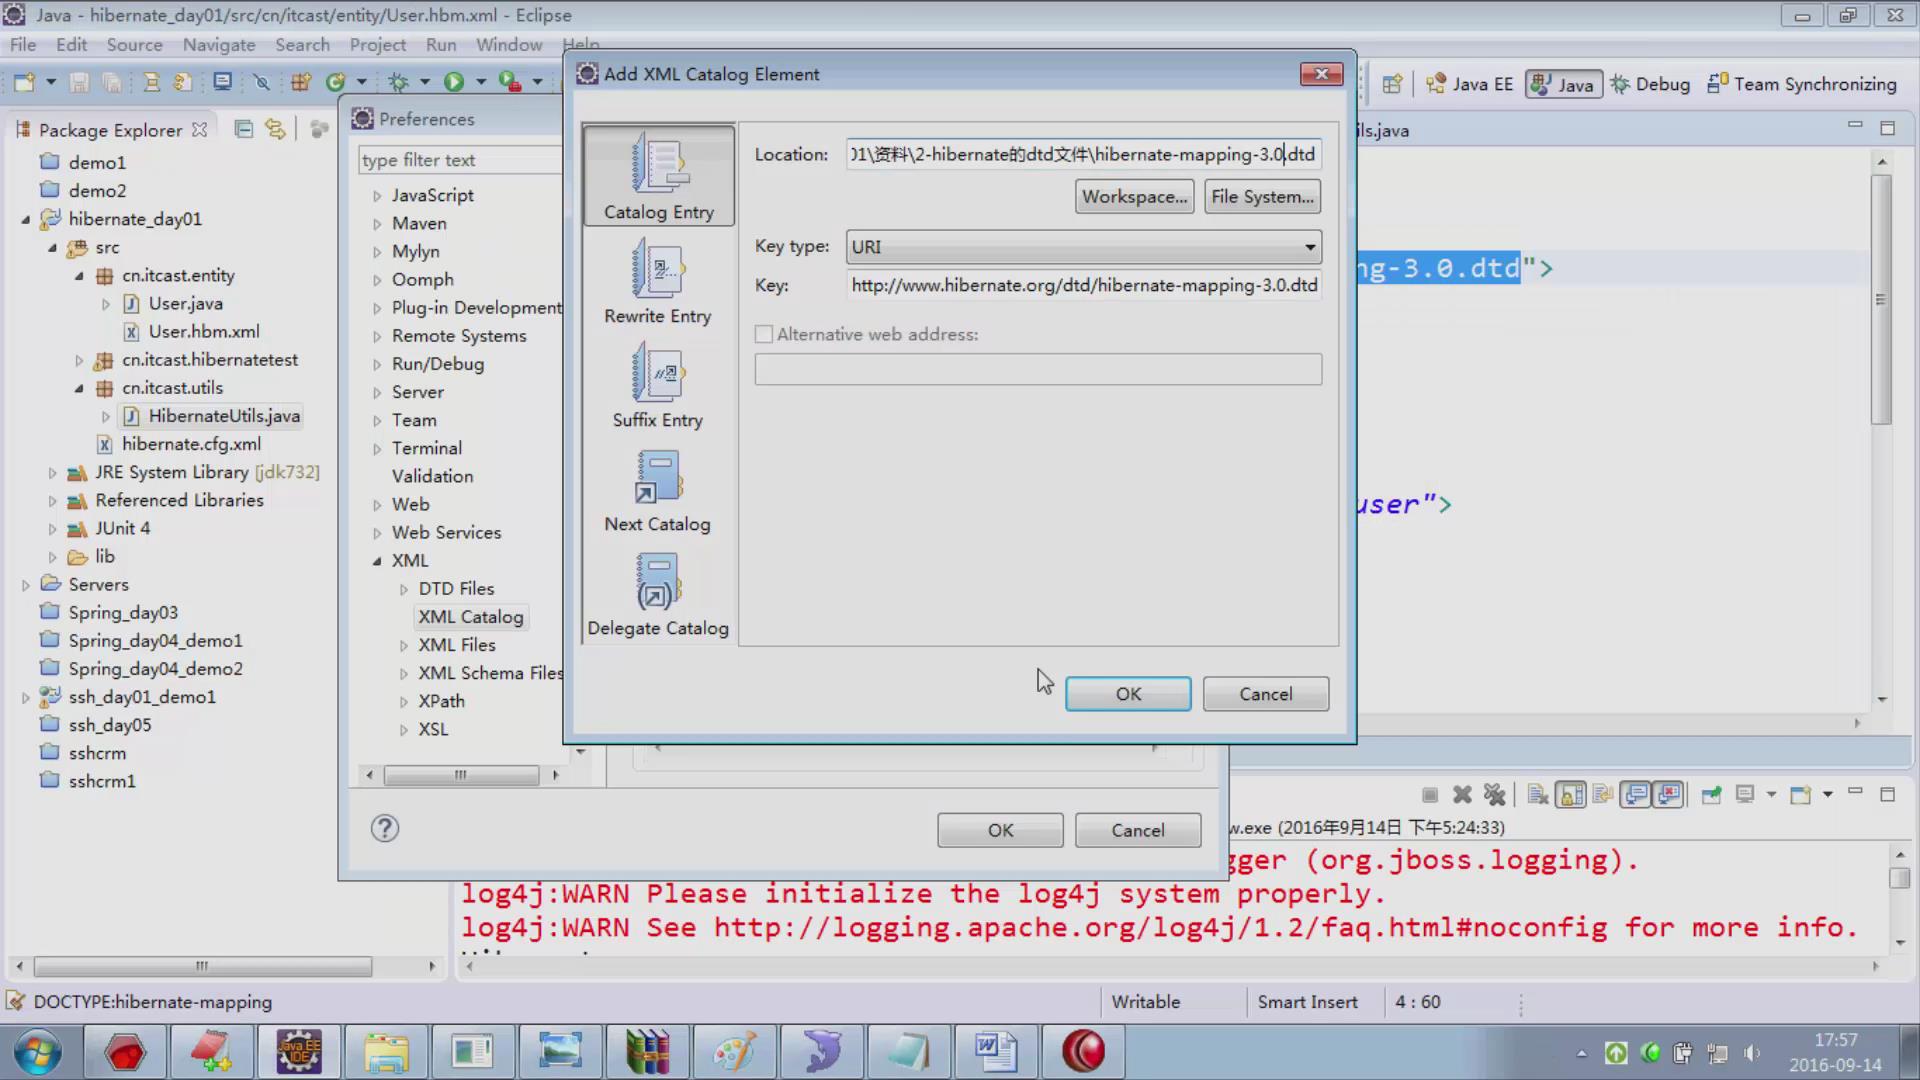 Java - hibernate_day01/src/cn/itcast/entity/User.hbm.xml - Eclipse
File Edit Source Navigate Search Project Run Window Help
Java EE
Java
Debug
Team Synchronizing
Package Explorer
demo1
demo2
hibernate_day01
src
cn.itcast.entity
User.java
User.hbm.xml
cn.itcast.hibernatetest
cn.itcast.utils
HibernateUtils.java
hibernate.cfg.xml
JRE System Library [jdk732]
Referenced Libraries
JUnit 4
lib
Servers
Spring_day03
Spring_day04_demo1
Spring_day04_demo2
ssh_day01_demo1
ssh_day05
sshcrm
sshcrm1
Preferences
type filter text
JavaScript
Maven
Mylyn
Oomph
Plug-in Development
Remote Systems
Run/Debug
Server
Team
Terminal
Validation
Web
Web Services
XML
DTD Files
XML Catalog
XML Files
XML Schema Files
XPath
XSL
OK
Cancel
Add XML Catalog Element
Catalog Entry
Rewrite Entry
Suffix Entry
Next Catalog
Delegate Catalog
Location: 01\资料\2-hibernate的dtd文件\hibernate-mapping-3.0.dtd
Workspace...
File System...
Key type: URI
Key: http://www.hibernate.org/dtd/hibernate-mapping-3.0.dtd
Alternative web address:
OK
Cancel
ls.java
ng-3.0.dtd">
user">
w.exe (2016年9月14日 下午5:24:33)
gger (org.jboss.logging).
log4j:WARN Please initialize the log4j system properly.
log4j:WARN See http://logging.apache.org/log4j/1.2/faq.html#noconfig for more info.
DOCTYPE:hibernate-mapping
Writable
Smart Insert
4 : 60
Java EE
IDE
17:57
2016-09-14